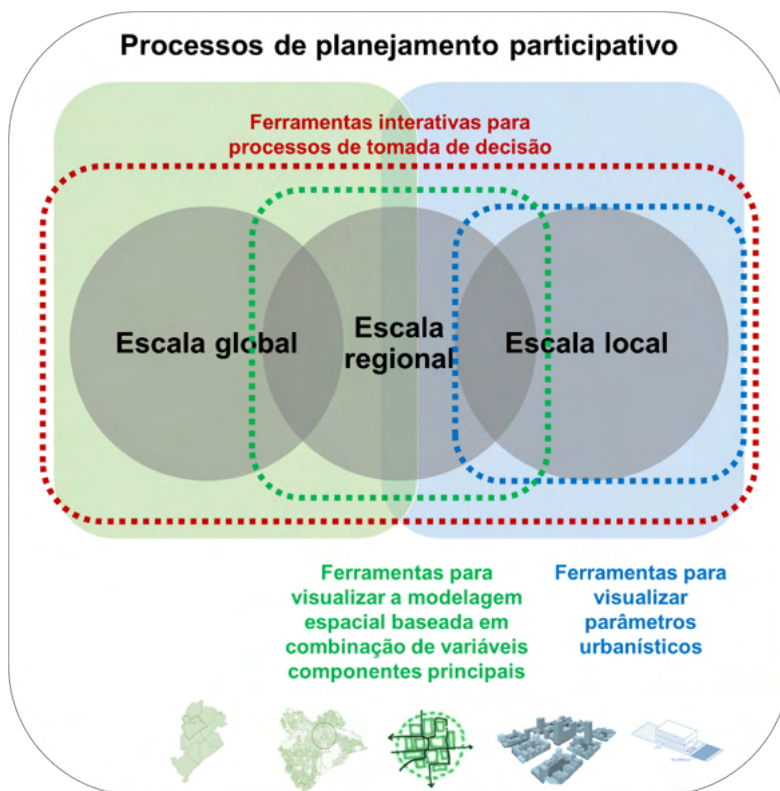 Processos de planejamento participativo
Ferramentas interativas para
processos de tomada de decisão
Escala global
Escala
regional
Escala local
Ferramentas para
visualizar a modelagem
espacial baseada em
combinação de variáveis
componentes principais
Ferramentas para
visualizar
parâmetros
urbanísticos